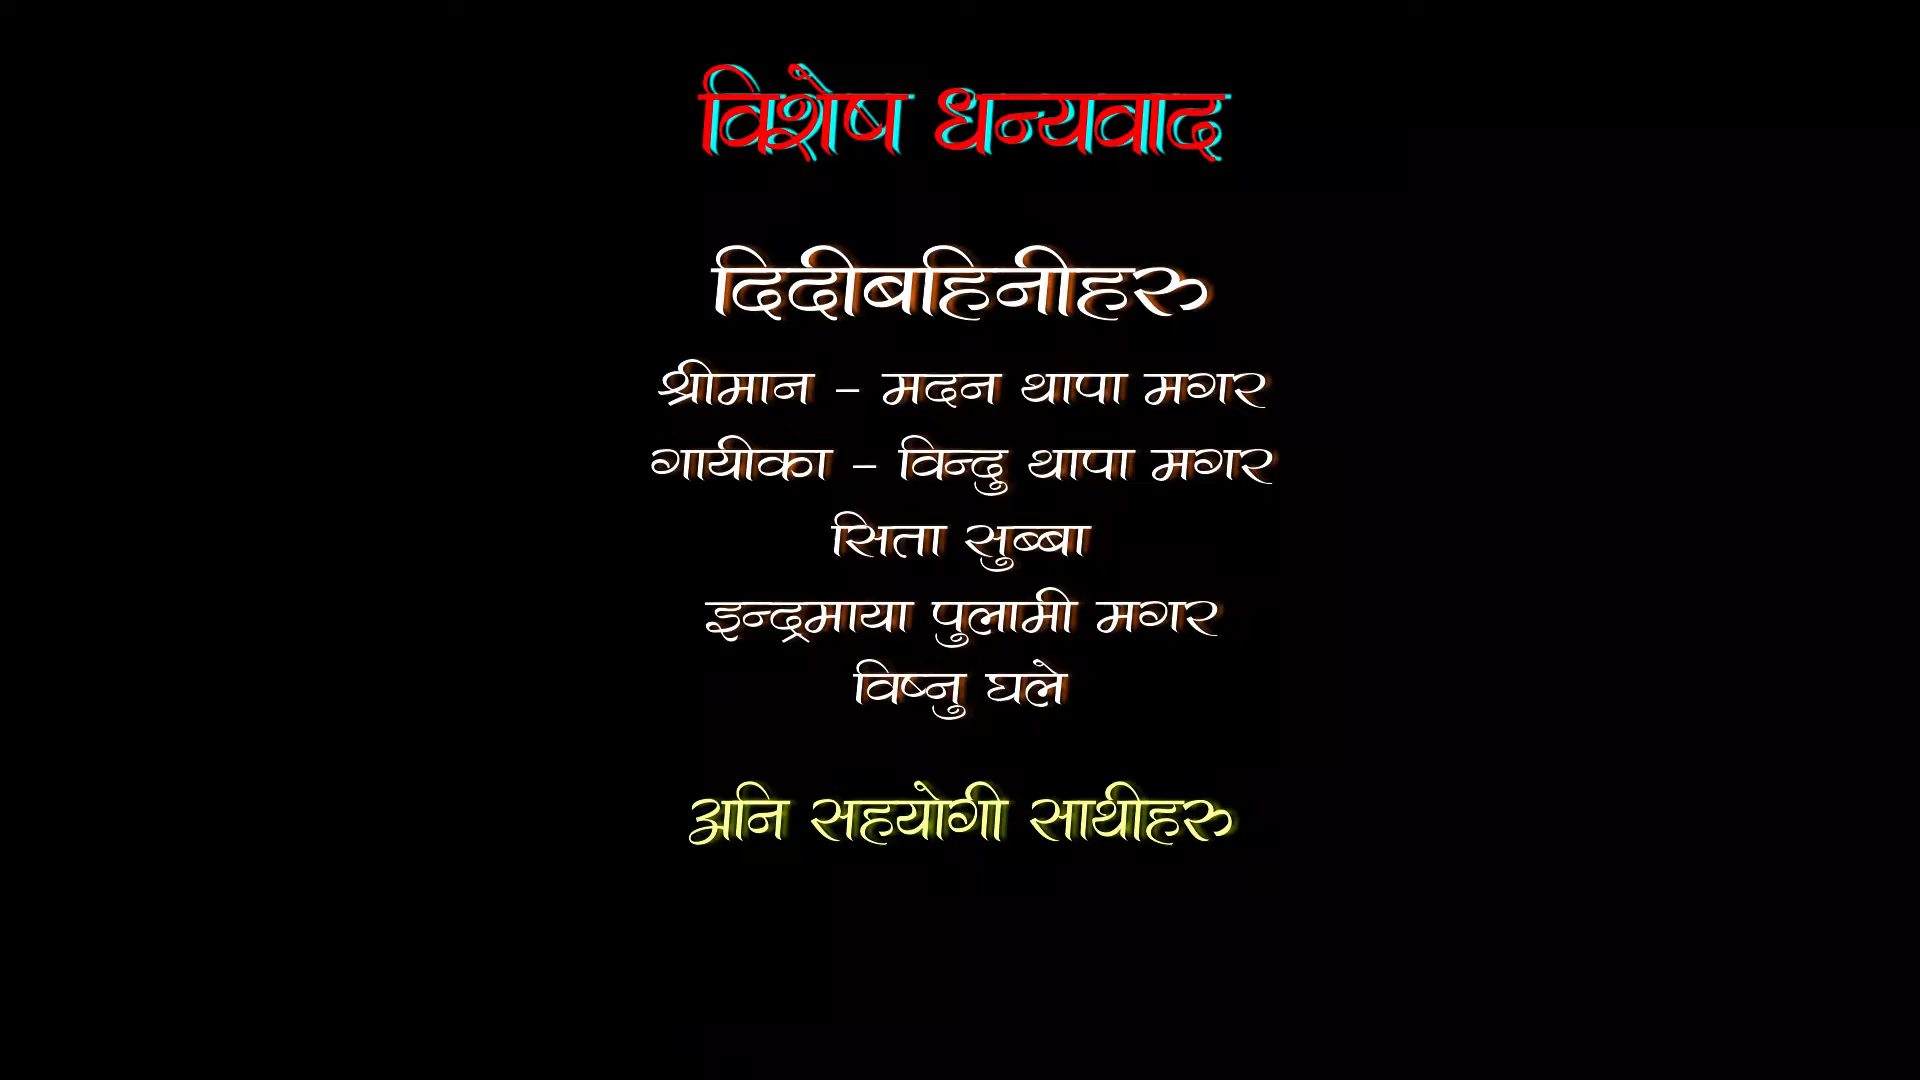 विशेष धन्यवाद
दिदीबहिनीहरु
श्रीमान - मदन थापा मगर
गायीका - विन्दु थापा मगर
सिता सुब्बा
इन्द्रमाया पुलामी मगर
विष्नु घले
अनि सहयोगी साथीहरु